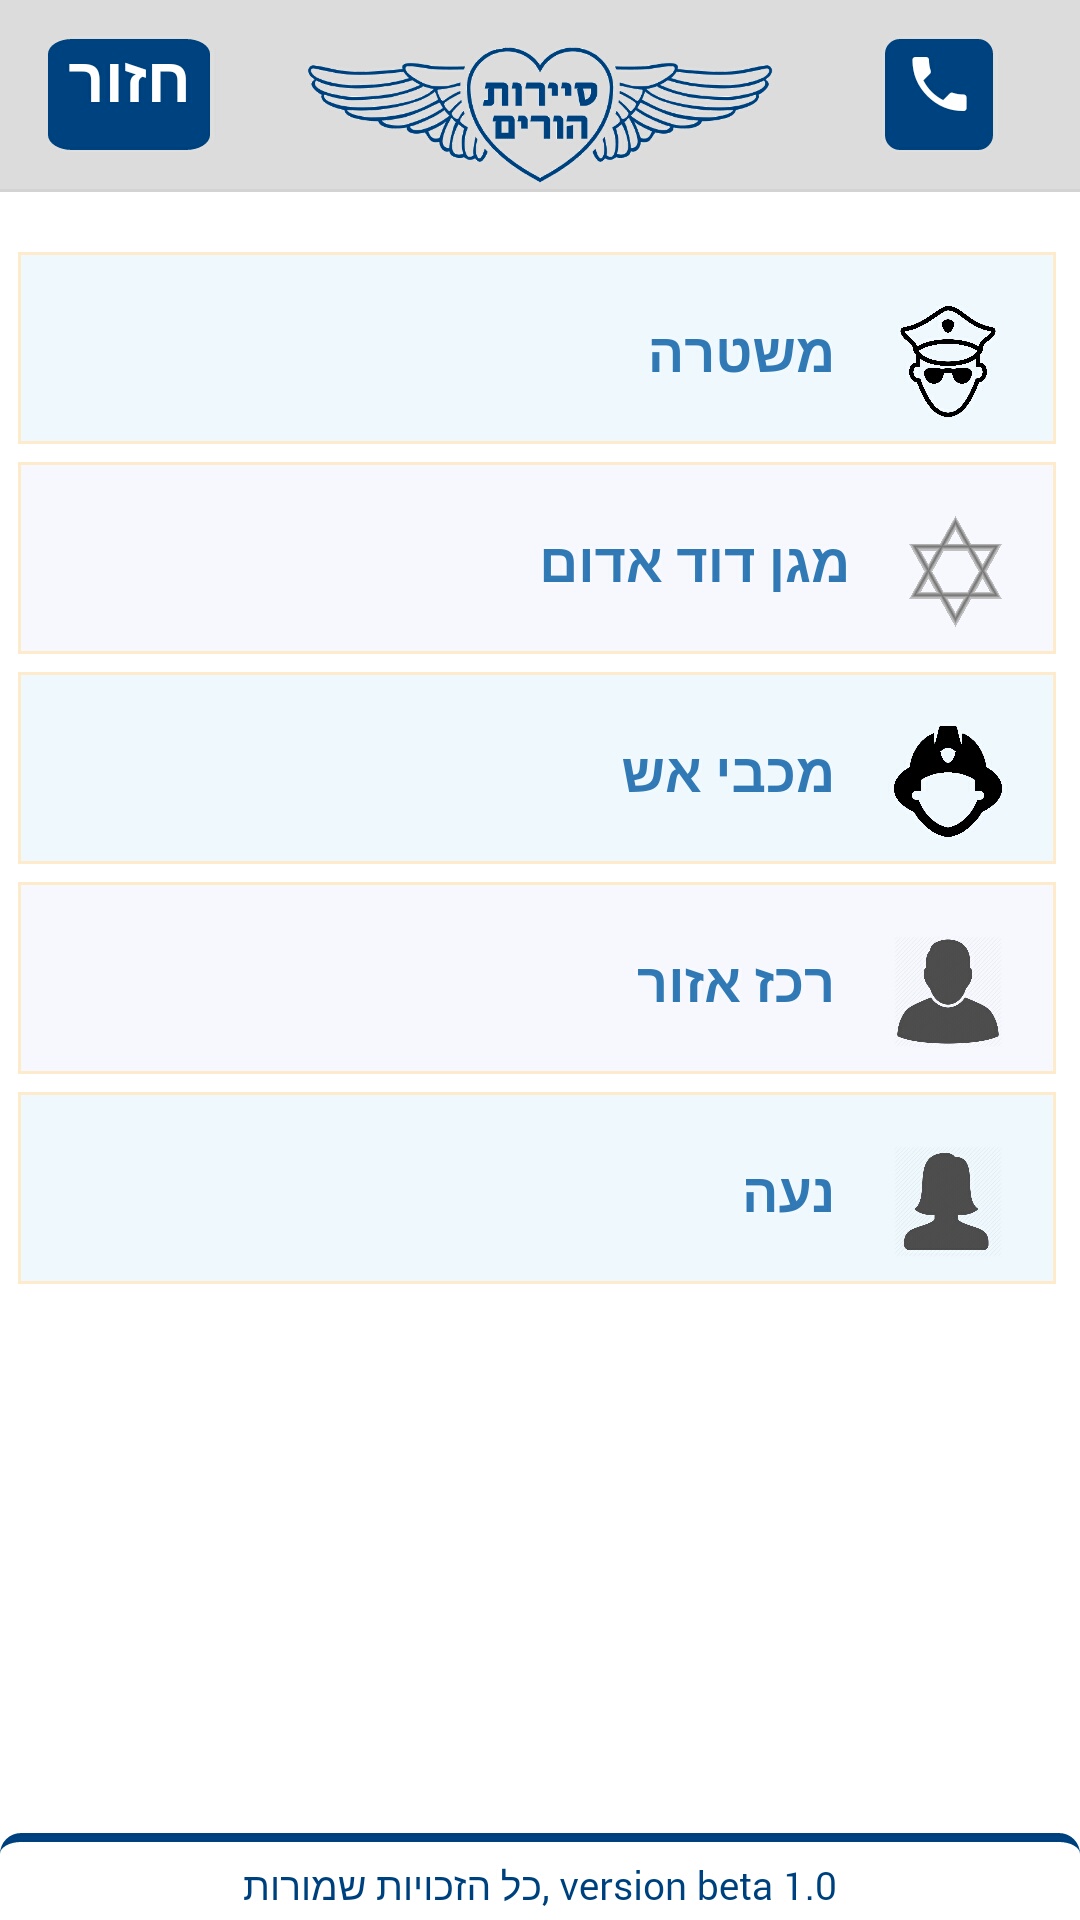 חזור
סיירות
הורים
משטרה
מגן דוד אדום
מכבי אש
רכז אזור
נעה
כל הזכויות שמורות, version beta 1.0